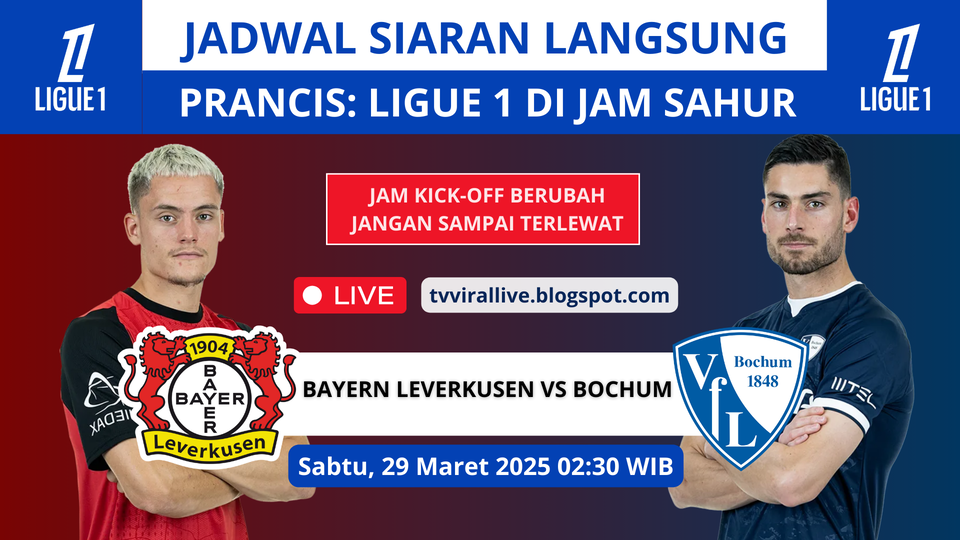 JADWAL SIARAN LANGSUNG
PRANCIS: LIGUE 1 DI JAM SAHUR
LIGUE 1
LIGUE 1
JAM KICK-OFF BERUBAH
JANGAN SAMPAI TERLEWAT
LIVE
tvvirallive.blogspot.com
1904
BAYER
BAYER
Leverkusen
BAYERN LEVERKUSEN VS BOCHUM
VfL
Bochum
1848
MTEL
Sabtu, 29 Maret 2025 02:30 WIB